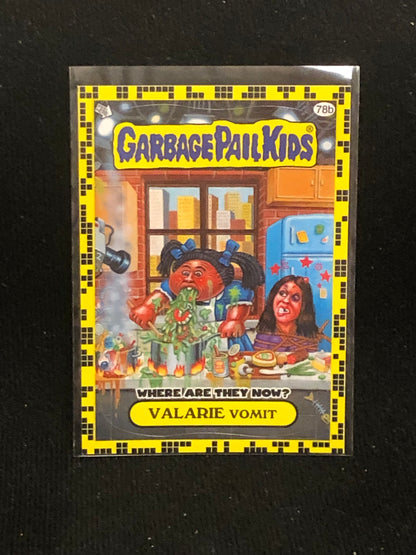 78b
GARBAGE PAIL KIDS®
WHERE ARE THEY NOW?
VALARIE VOMIT